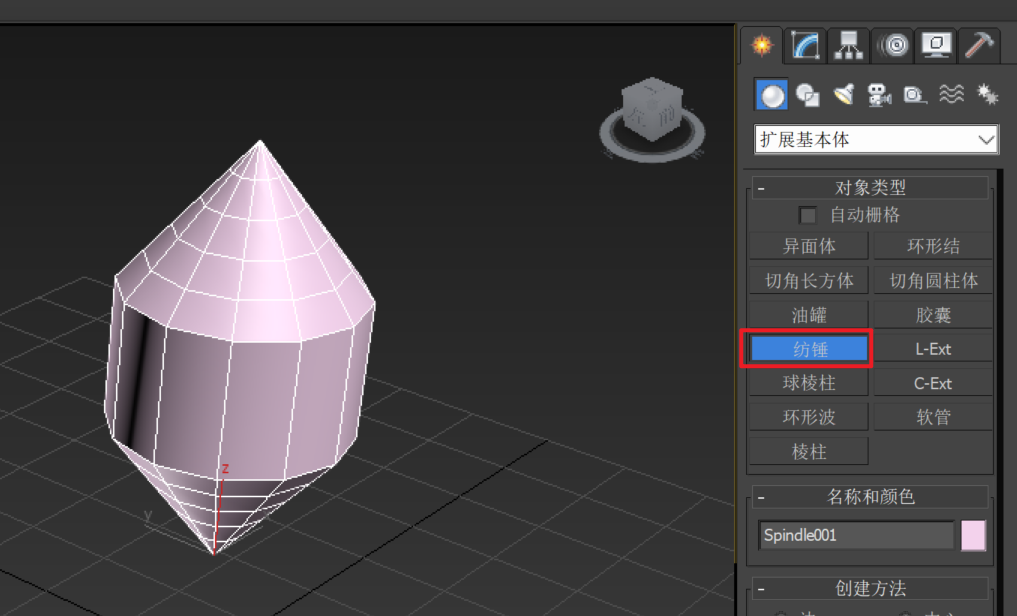 扩展基本体
- 对象类型
自动栅格
异面体 环形结
切角长方体 切角圆柱体
油罐 胶囊
纺锤 L-Ext
球棱柱 C-Ext
环形波 软管
棱柱
- 名称和颜色
Spindle001
- 创建方法
z
y